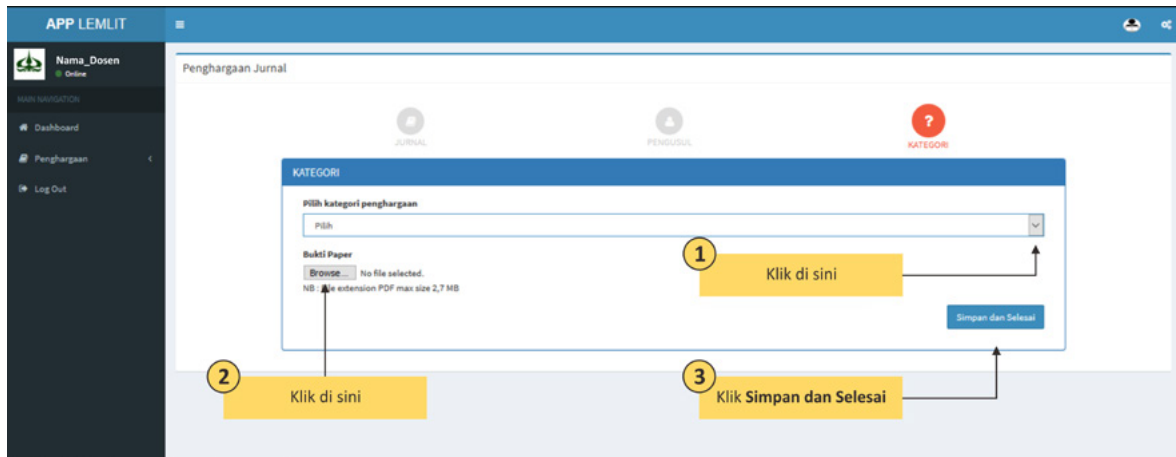 APP LEMLIT
Nama_Dosen
Online
MAIN NAVIGATION
Dashboard
Penghargaan
Log Out
Penghargaan Jurnal
JURNAL
PENGUSUL
?
KATEGORI
KATEGORI
Pilih kategori penghargaan
Pilih
Bukti Paper
Browse... No file selected.
NB : File extension PDF max size 2,7 MB
1
Klik di sini
Simpan dan Selesai
2
Klik di sini
3
Klik Simpan dan Selesai